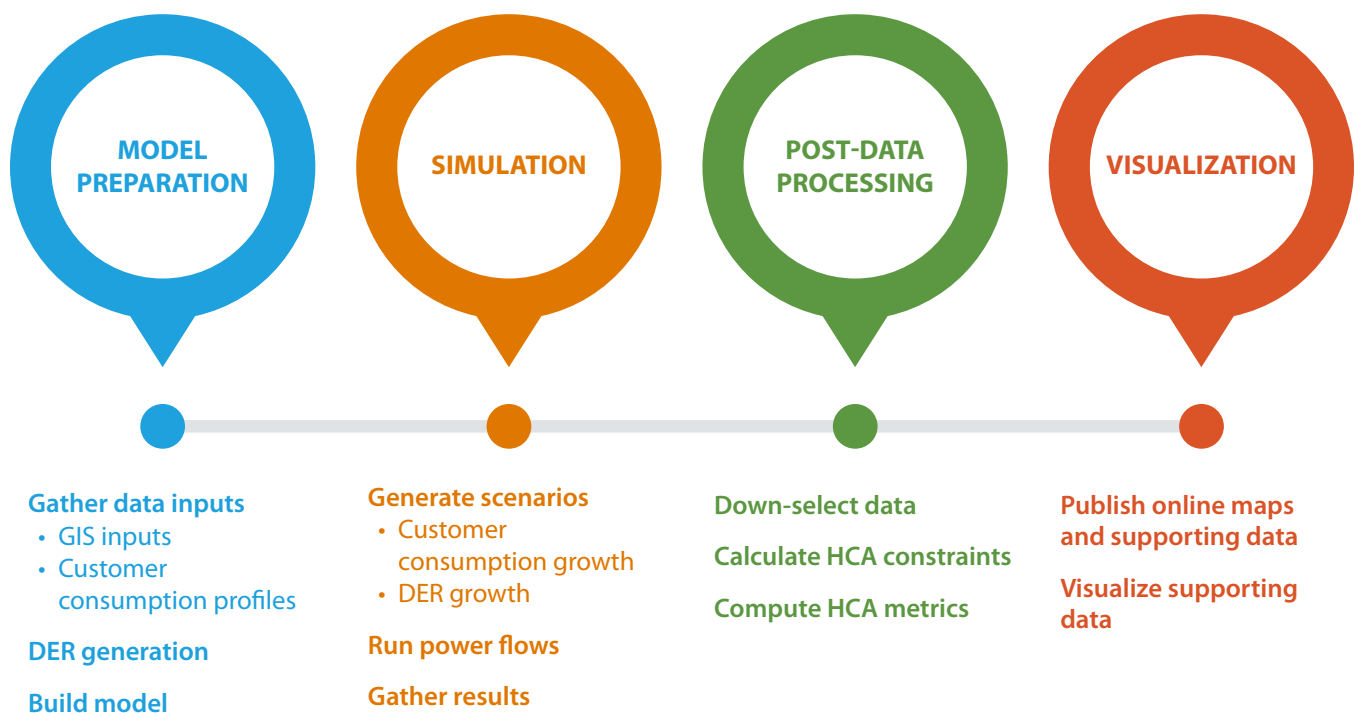 MODEL
PREPARATION
SIMULATION
POST-DATA
PROCESSING
VISUALIZATION
Gather data inputs
• GIS inputs
• Customer
consumption profiles
DER generation
Build model
Generate scenarios
• Customer
consumption growth
• DER growth
Run power flows
Gather results
Down-select data
Calculate HCA constraints
Compute HCA metrics
Publish online maps
and supporting data
Visualize supporting
data